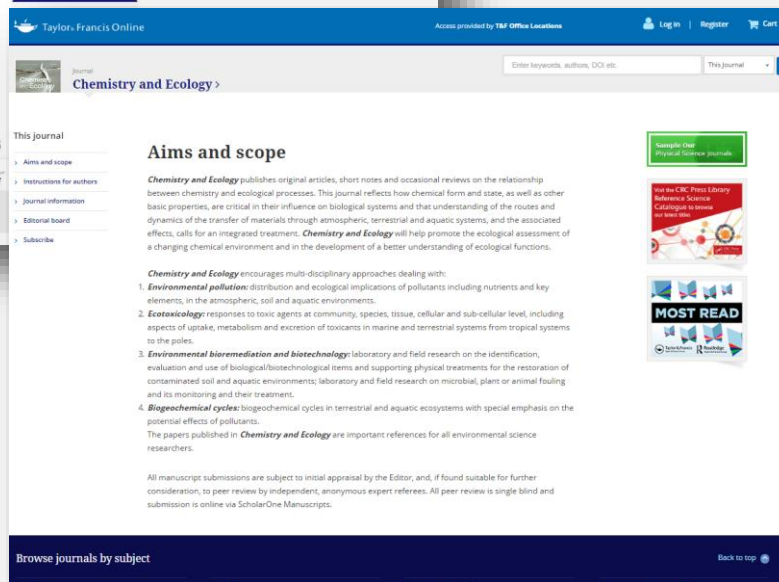 Taylor & Francis Online
Access provided by T&F Office Locations
Log in | Register
Cart
Journal
Chemistry and Ecology >
Enter keywords, authors, DOI etc.
This Journal
This journal
> Aims and scope
> Instructions for authors
> Journal information
> Editorial board
> Subscribe
Aims and scope
Chemistry and Ecology publishes original articles, short notes and occasional reviews on the relationship
between chemistry and ecological processes. This journal reflects how chemical form and state, as well as other
basic properties, are critical in their influence on biological systems and that understanding of the routes and
dynamics of the transfer of materials through atmospheric, terrestrial and aquatic systems, and the associated
effects, calls for an integrated treatment. Chemistry and Ecology will help promote the ecological assessment of
a changing chemical environment and in the development of a better understanding of ecological functions.
Chemistry and Ecology encourages multi-disciplinary approaches dealing with:
1. Environmental pollution: distribution and ecological implications of pollutants including nutrients and key
elements, in the atmospheric, soil and aquatic environments.
2. Ecotoxicology: responses to toxic agents at community, species, tissue, cellular and sub-cellular level, including
aspects of uptake, metabolism and excretion of toxicants in marine and terrestrial systems from tropical systems
to the poles.
3. Environmental bioremediation and biotechnology: laboratory and field research on the identification,
evaluation and use of biological/biotechnological items and supporting physical treatments for the restoration of
contaminated soil and aquatic environments; laboratory and field research on microbial, plant or animal fouling
and its monitoring and their treatment.
4. Biogeochemical cycles: biogeochemical cycles in terrestrial and aquatic ecosystems with special emphasis on the
potential effects of pollutants.
The papers published in Chemistry and Ecology are important references for all environmental science
researchers.
All manuscript submissions are subject to initial appraisal by the Editor, and, if found suitable for further
consideration, to peer review by independent, anonymous expert referees. All peer review is single blind and
submission is online via ScholarOne Manuscripts.
Sample Our
Physical Science Journals
Visit the CRC Press Library
Reference Science
Catalogue to browse
our latest titles
MOST READ
Taylor & Francis
Routledge
Browse journals by subject
Back to top